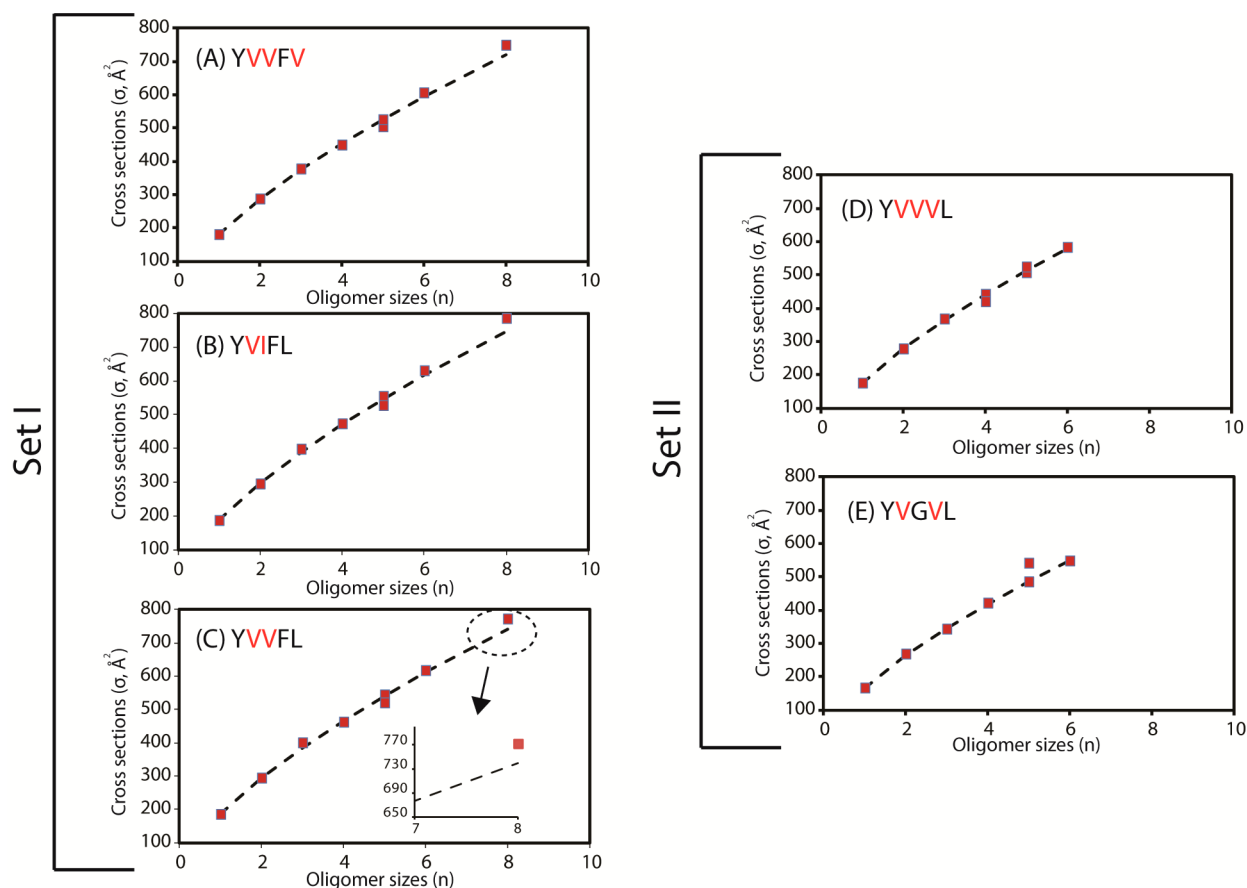 Set I
(A) YVVFV
Cross sections (σ, Å²)
800
700
600
500
400
300
200
100
0 2 4 6 8 10
Oligomer sizes (n)
(B) YVIFL
Cross sections (σ, Å²)
800
700
600
500
400
300
200
100
0 2 4 6 8 10
Oligomer sizes (n)
(C) YVVFL
Cross sections (σ, Å²)
800
700
600
500
400
300
200
100
770
730
690
650
7 8
0 2 4 6 8 10
Oligomer sizes (n)
Set II
(D) YVVVL
Cross sections (σ, Å²)
800
700
600
500
400
300
200
100
0 2 4 6 8 10
Oligomer sizes (n)
(E) YVGVL
Cross sections (σ, Å²)
800
700
600
500
400
300
200
100
0 2 4 6 8 10
Oligomer sizes (n)